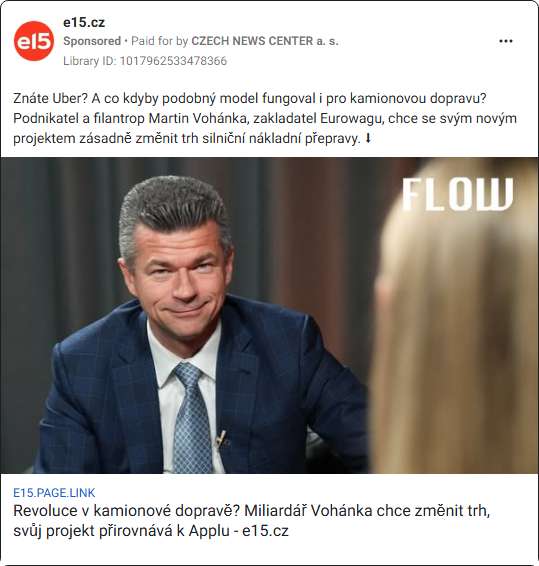 e15
e15.cz
Sponsored • Paid for by CZECH NEWS CENTER a. s.
Library ID: 1017962533478366
Znáte Uber? A co kdyby podobný model fungoval i pro kamionovou dopravu?
Podnikatel a filantrop Martin Vohánka, zakladatel Eurowagu, chce se svým novým
projektem zásadně změnit trh silniční nákladní přepravy. ⬇
FLOW
E15.PAGE.LINK
Revoluce v kamionové dopravě? Miliardář Vohánka chce změnit trh,
svůj projekt přirovnává k Applu - e15.cz